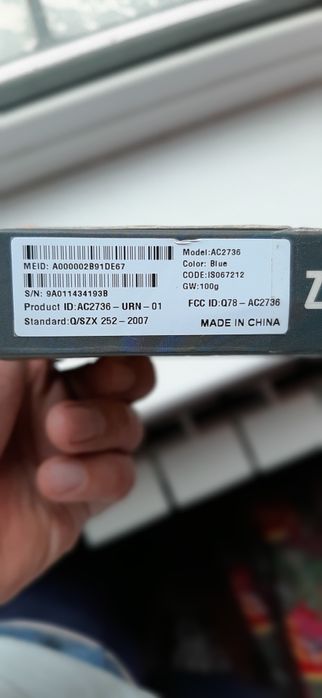 MEID: A000002B91DE67
S/N: 9A011434193B
Product ID:AC2736-URN-01
Standard:Q/SZX 252-2007
Model:AC2736
Color: Blue
CODE:IS067212
GW:100g
FCC ID:Q78-AC2736
MADE IN CHINA
Z